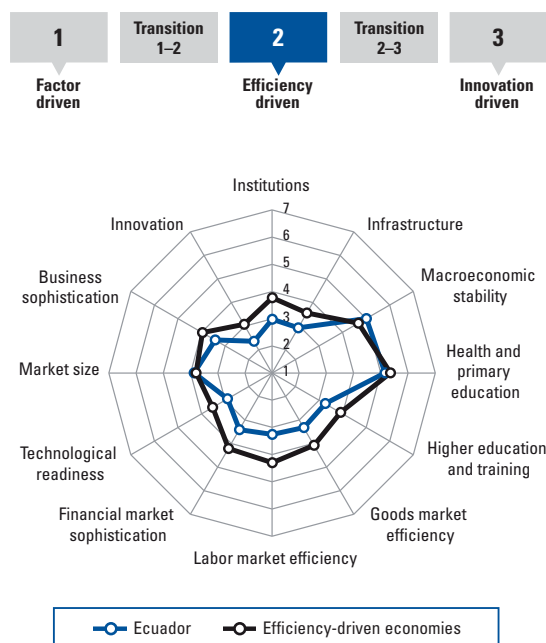 1
Transition
1–2
2
Transition
2–3
3
Factor
driven
Efficiency
driven
Innovation
driven
Institutions
7
6
5
4
3
2
1
Infrastructure
Macroeconomic
stability
Health and
primary
education
Higher education
and training
Goods market
efficiency
Labor market efficiency
Financial market
sophistication
Technological
readiness
Market size
Business
sophistication
Innovation
Ecuador
Efficiency-driven economies